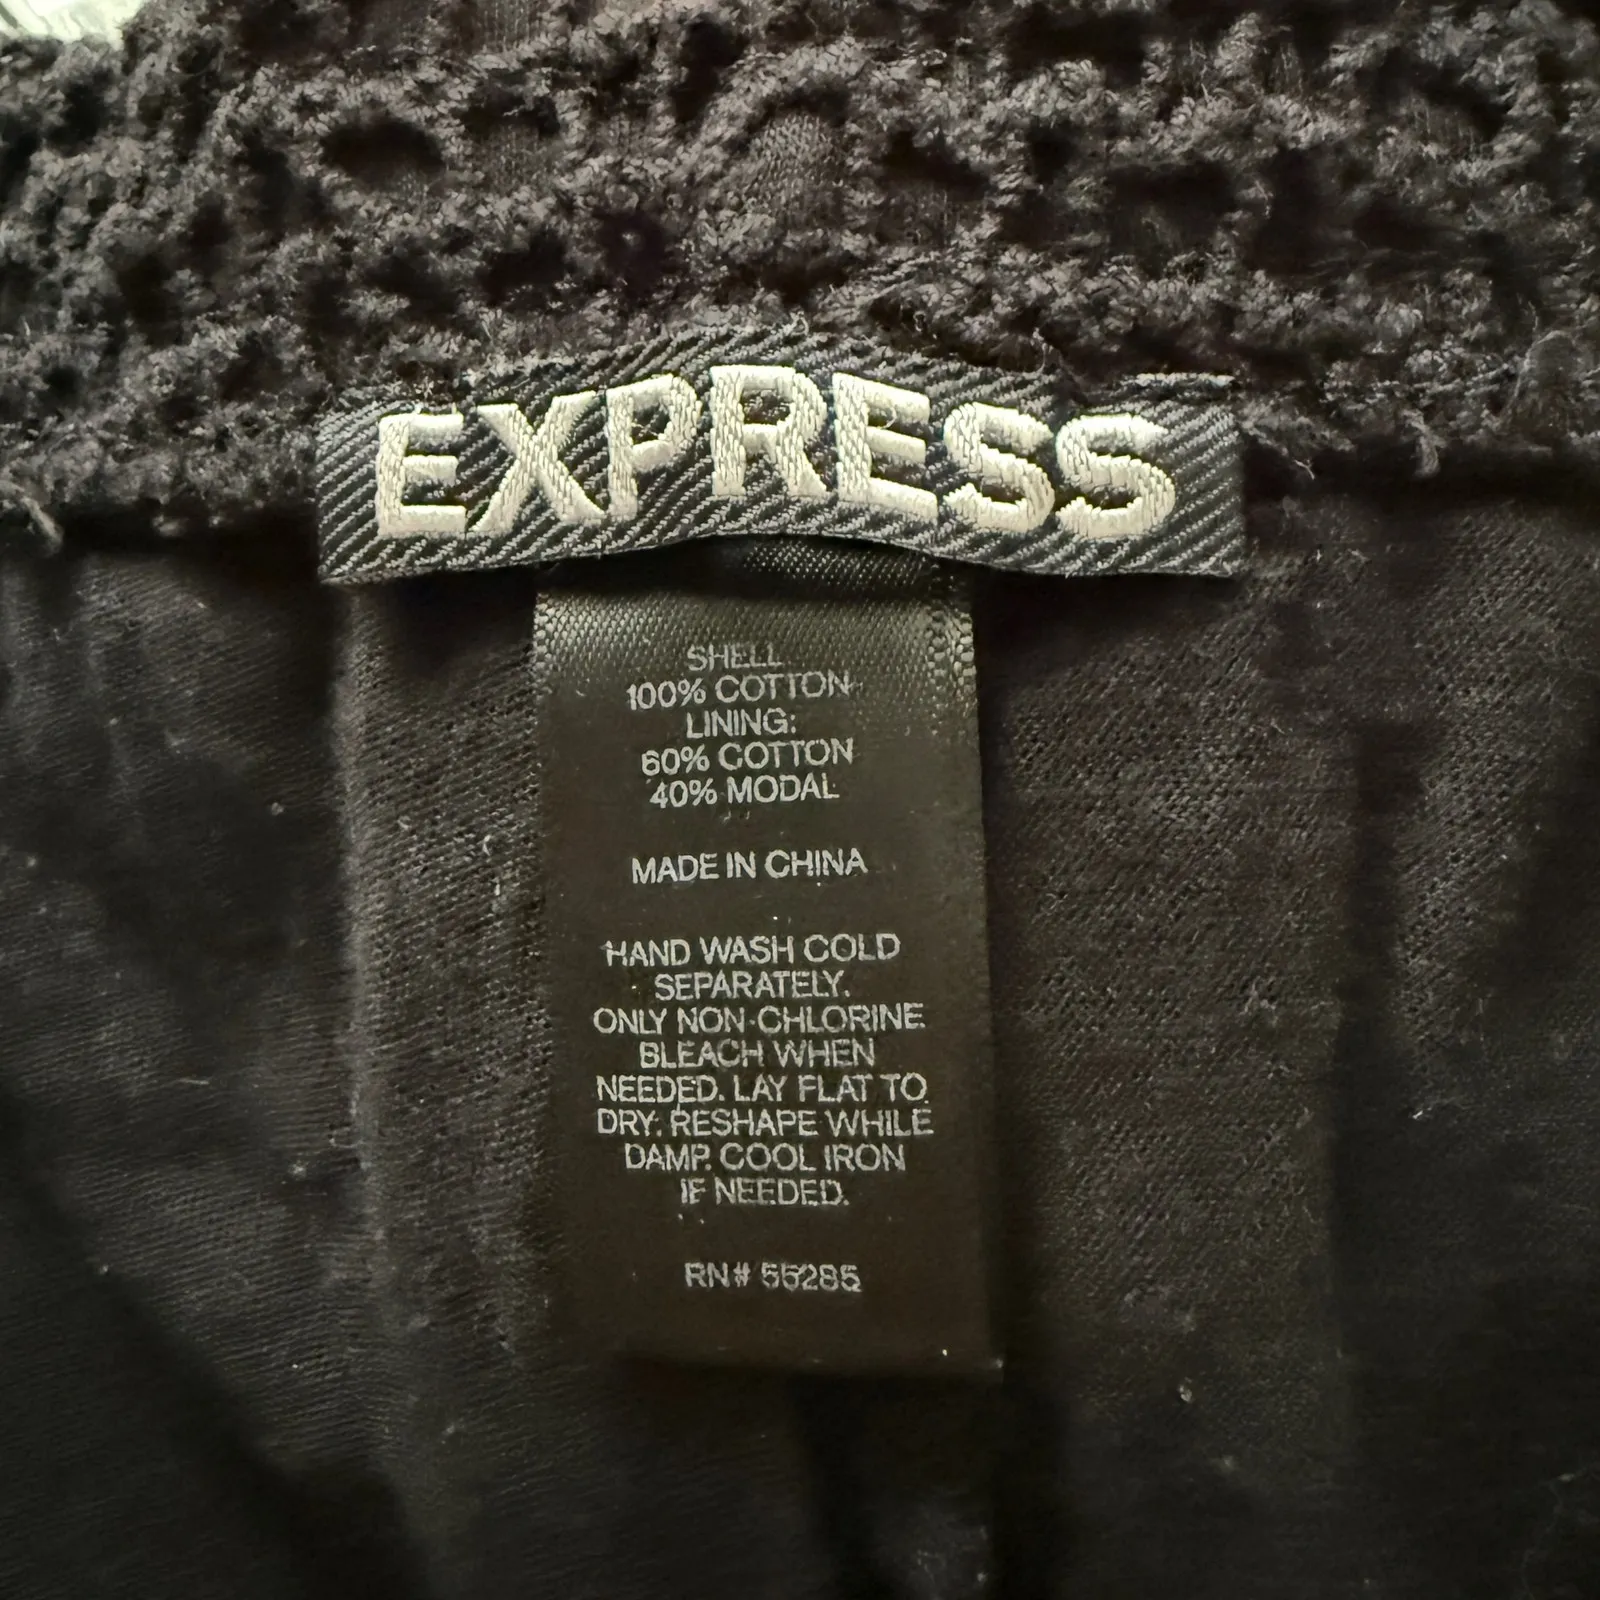 EXPRESS
SHELL
100% COTTON
LINING:
60% COTTON
40% MODAL
MADE IN CHINA
HAND WASH COLD
SEPARATELY.
ONLY NON-CHLORINE
BLEACH WHEN
NEEDED. LAY FLAT TO
DRY. RESHAPE WHILE
DAMP. COOL IRON
IF NEEDED.
RN# 55285